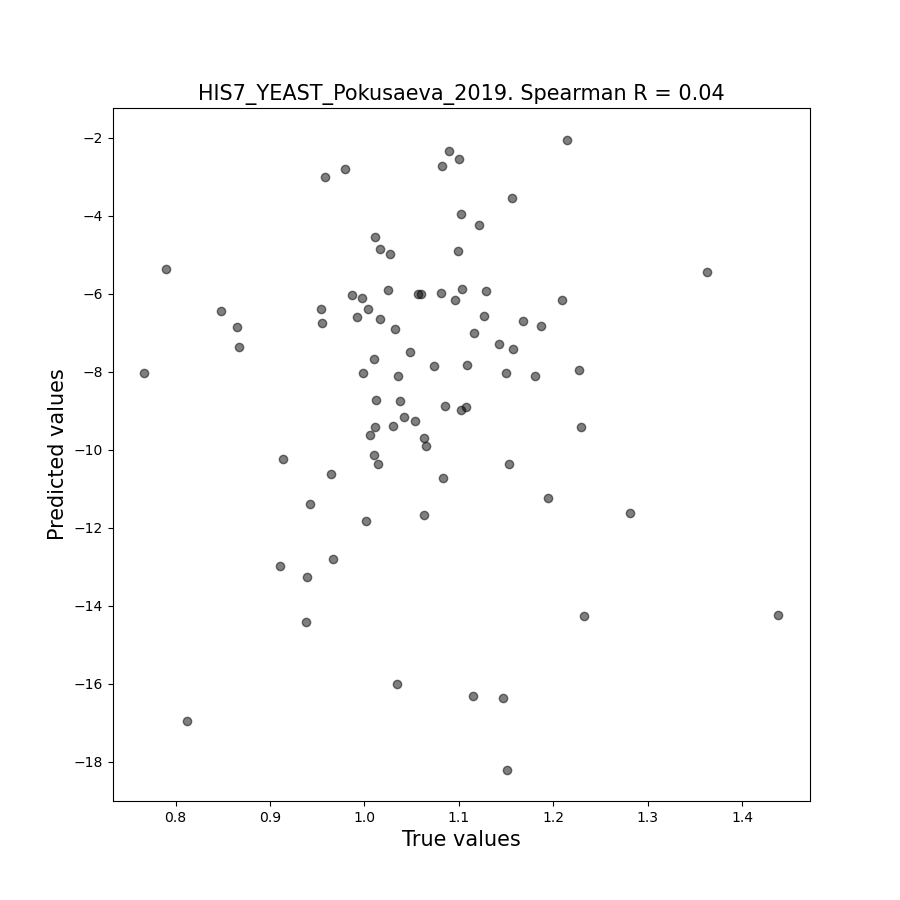 HIS7_YEAST_Pokusaeva_2019. Spearman R = 0.04
−2
−4
−6
−8
−10
−12
−14
−16
−18
Predicted values
0.8 0.9 1.0 1.1 1.2 1.3 1.4
True values